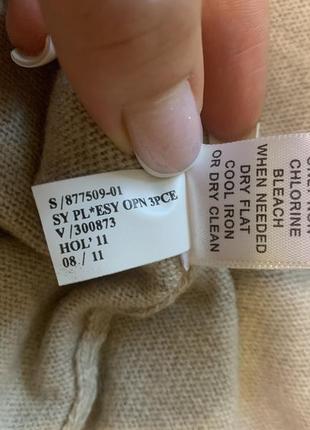 S/877509-01
SY PL*ESY OPN 3PCE
V/300873
HOL' 11
08 / 11
CHLORINE
BLEACH
WHEN NEEDED
DRY FLAT
COOL IRON
OR DRY CLEAN